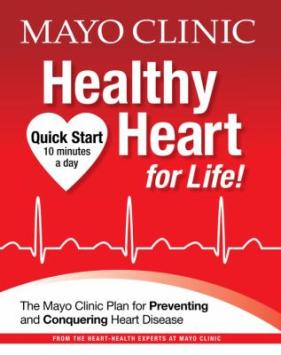 MAYO CLINIC
Healthy
Heart
for Life!
Quick Start
10 minutes
a day
The Mayo Clinic Plan for Preventing
and Conquering Heart Disease
FROM THE HEART-HEALTH EXPERTS AT MAYO CLINIC